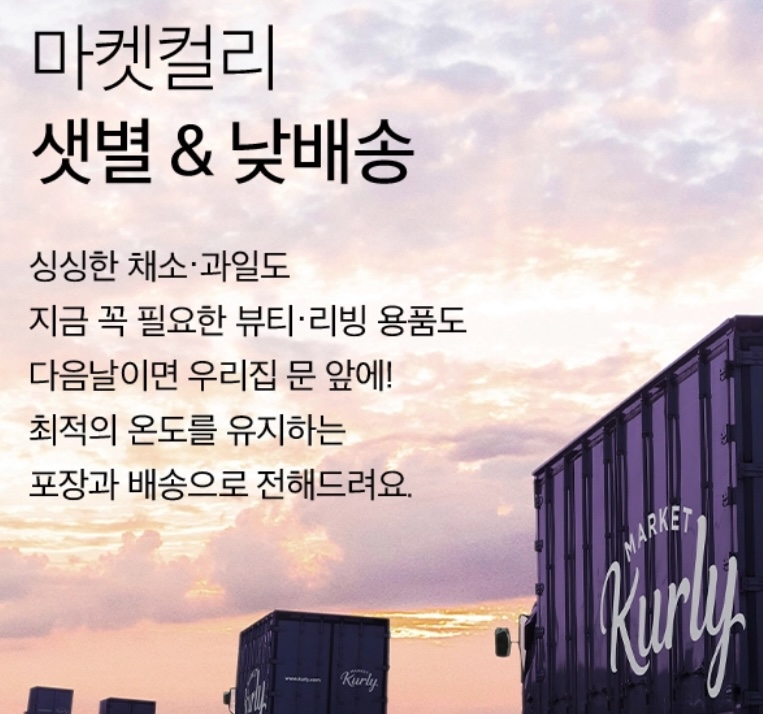 마켓컬리
샛별 & 낮배송
싱싱한 채소·과일도
지금 꼭 필요한 뷰티·리빙 용품도
다음날이면 우리집 문 앞에!
최적의 온도를 유지하는
포장과 배송으로 전해드려요.
MARKET
Kurly
www.kurly.com
Kurly